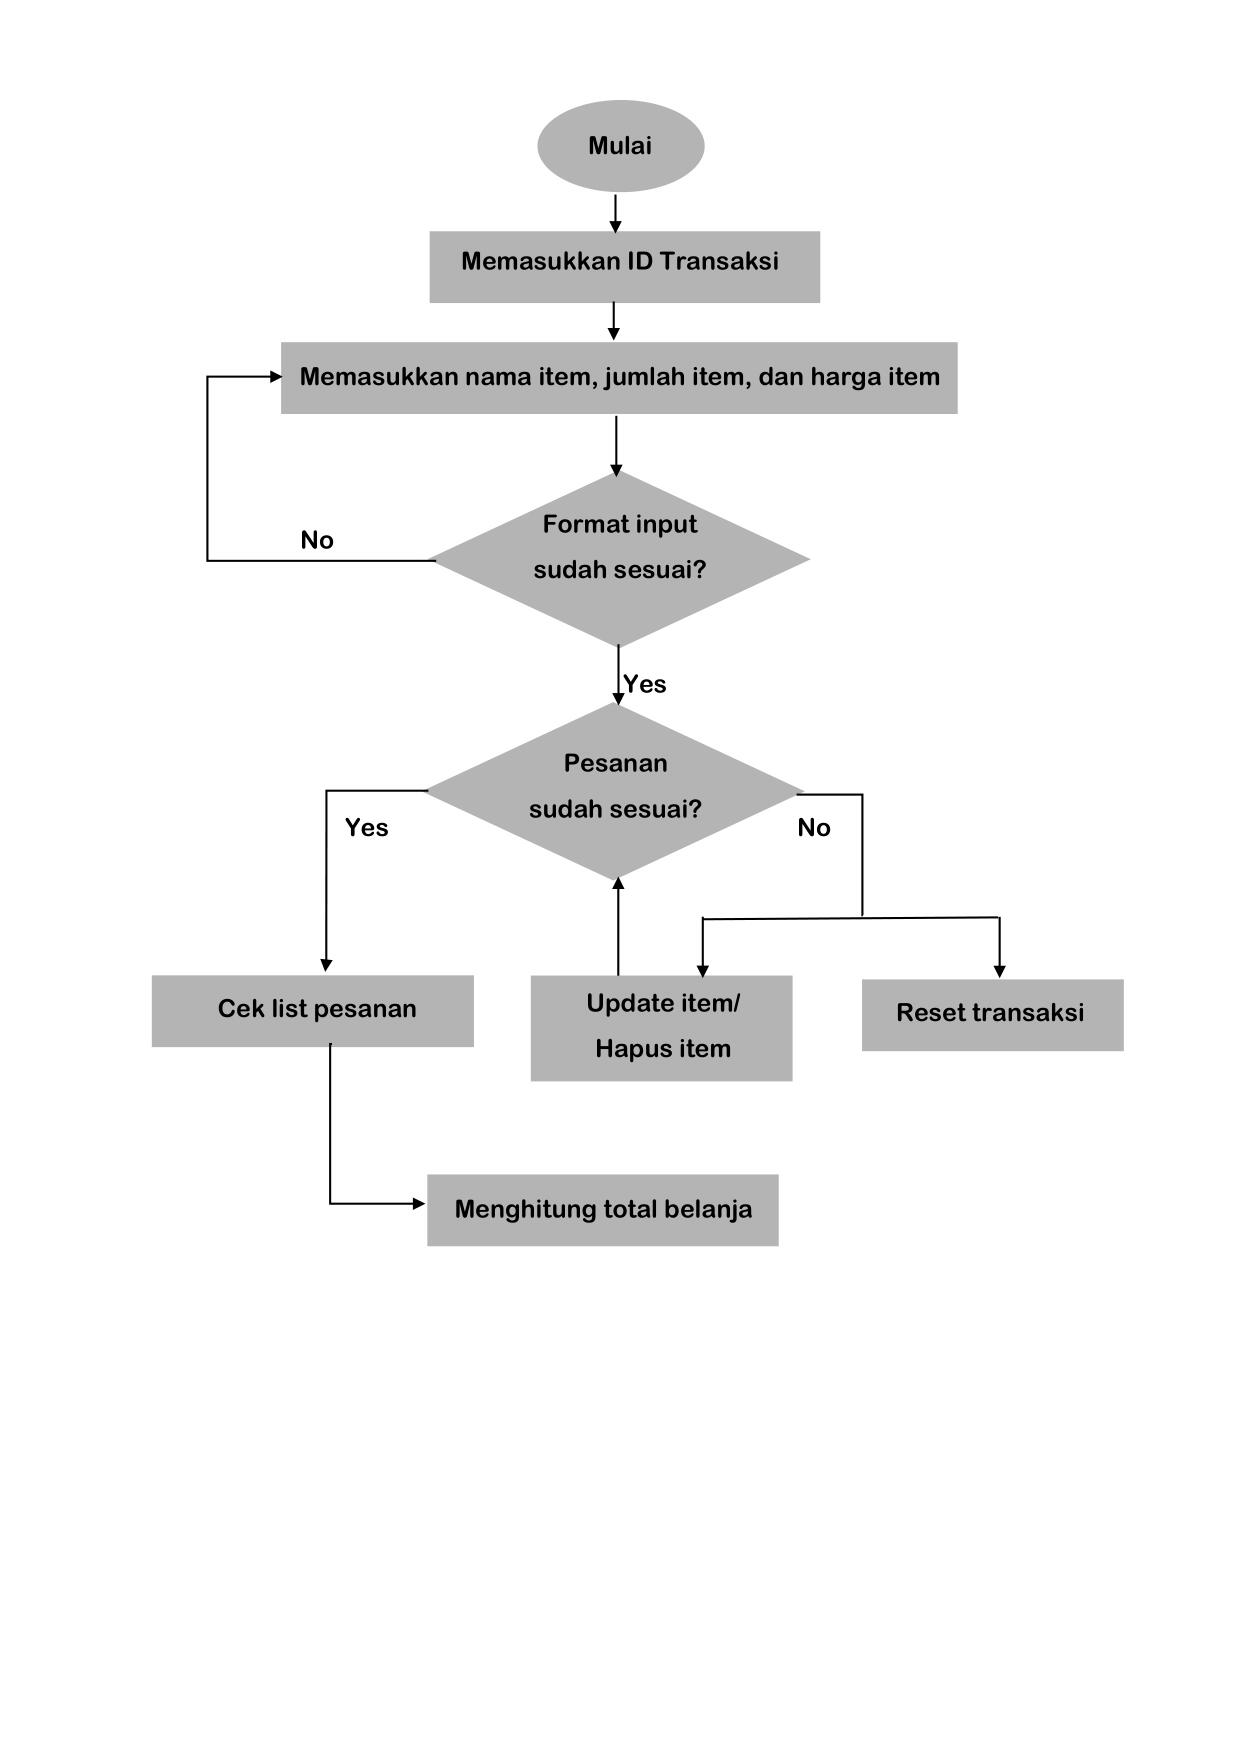 Mulai
Memasukkan ID Transaksi
Memasukkan nama item, jumlah item, dan harga item
Format input
sudah sesuai?
No
Yes
Pesanan
sudah sesuai?
Yes
No
Cek list pesanan
Update item/
Hapus item
Reset transaksi
Menghitung total belanja